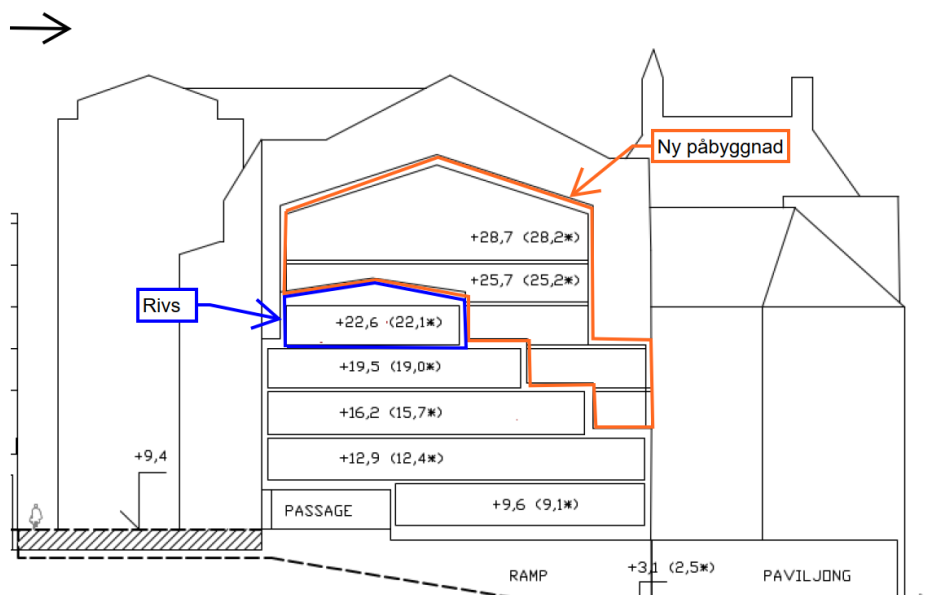 Ny påbyggnad
+28,7 (28,2*)
+25,7 (25,2*)
Rivs
+22,6 (22,1*)
+19,5 (19,0*)
+16,2 (15,7*)
+9,4
+12,9 (12,4*)
+9,6 (9,1*)
PASSAGE
+3,1 (2,5*)
RAMP
PAVILJONG